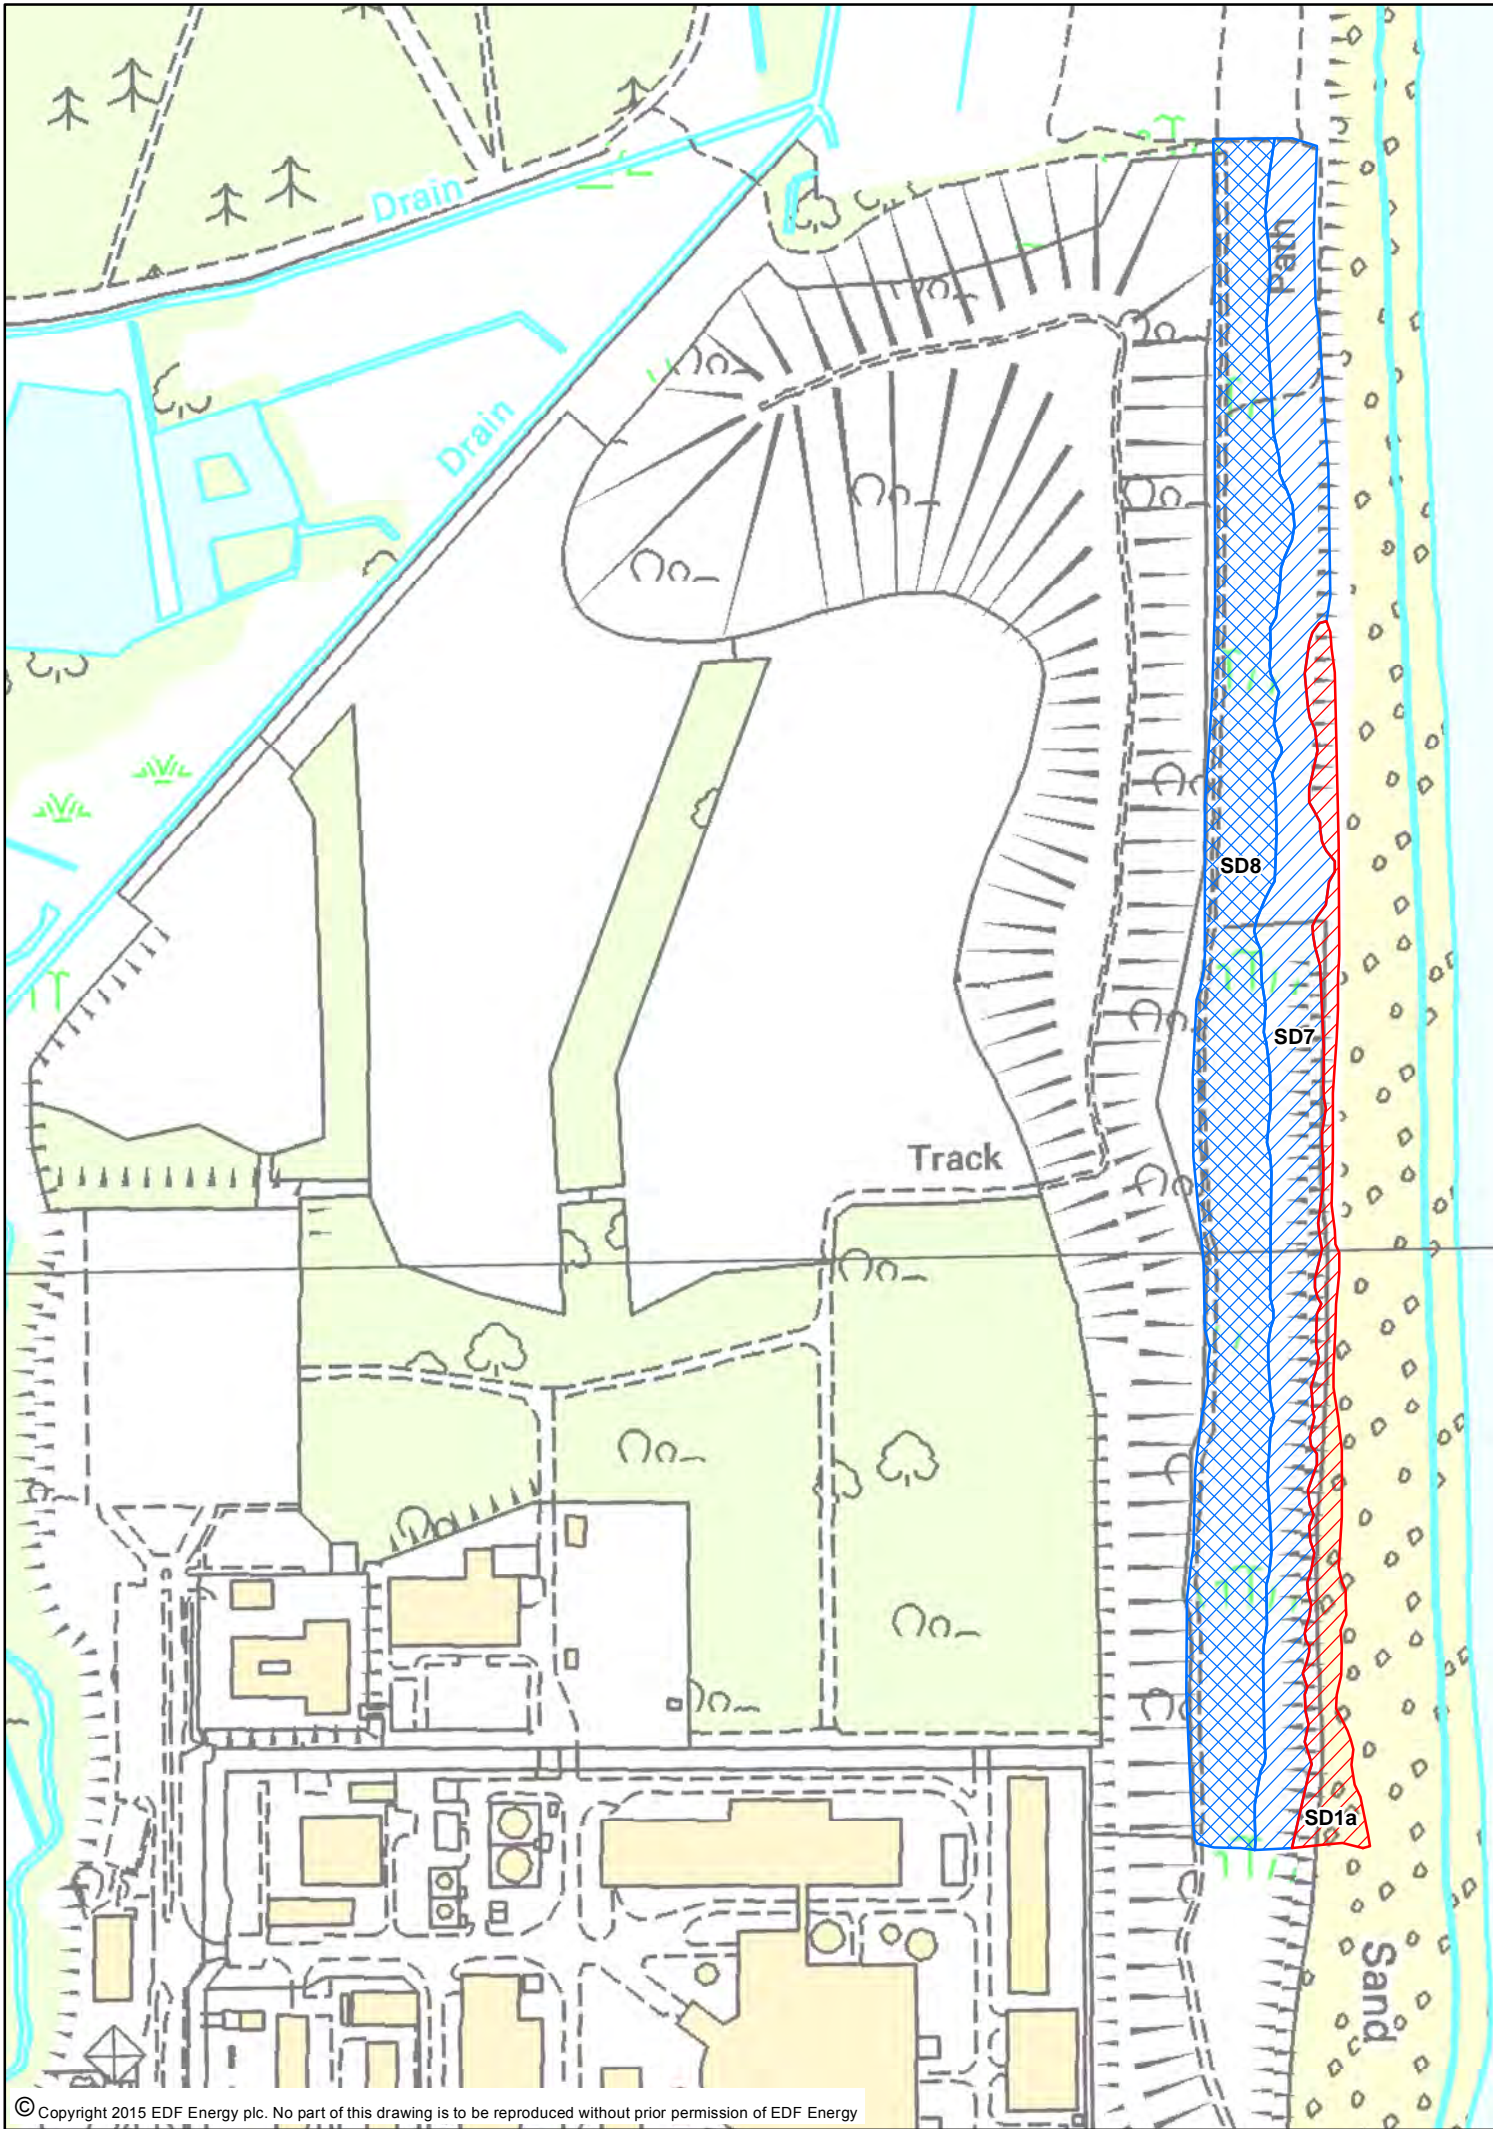 Drain
Path
Drain
SD8
SD7
Track
SD1a
Sand
© Copyright 2015 EDF Energy plc. No part of this drawing is to be reproduced without prior permission of EDF Energy